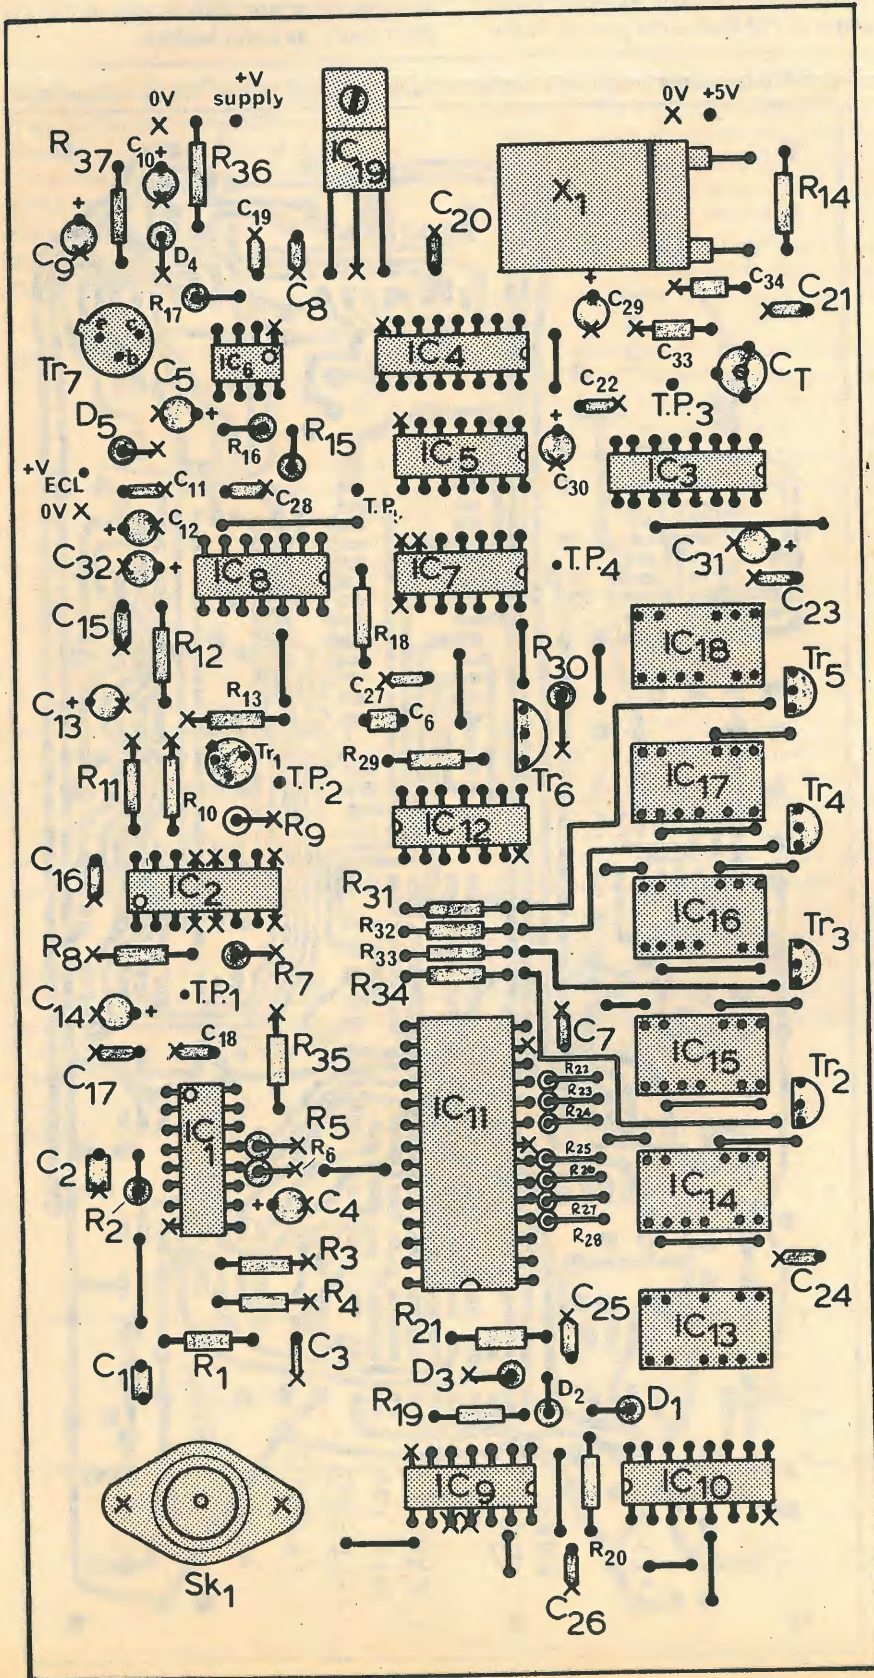 0V
+V
supply
0V +5V
R37
C10
+
R36
IC19
X1
R14
C19
C20
+
C9
D4
R17
C8
+
C29
C34
C21
e
c
b
Tr7
C5
IC6
IC4
C33
CT
C22
T.P.3
D5
+
R16
R15
IC5
+
C30
IC3
+V
ECL
0V
C11
C28
T.P.
+
C12
C32
+
IC8
IC7
T.P.4
C31
+
C23
C15
R12
R18
R30
IC18
Tr5
C13
+
R13
C27
C6
R11
R10
Tr1
T.P.2
R29
Tr6
IC17
Tr4
R9
IC12
C16
IC2
R31
R32
R33
R34
IC16
Tr3
R8
R7
C14
+
T.P.1
C17
C18
R35
C7
IC15
Tr2
IC1
IC11
R22
R23
R24
R5
R6
R25
R26
R27
R28
C2
R2
+
C4
IC14
R3
R4
C24
R1
C3
C1
R21
C25
IC13
D3
D2
D1
R19
IC9
IC10
R20
Sk1
C26